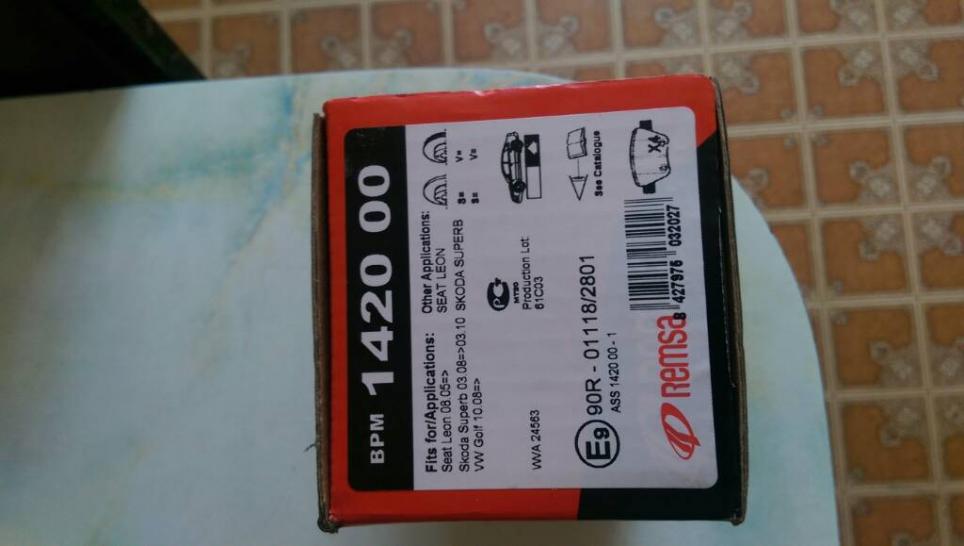 BPM 1420 00
Fits for/Applications:
Seat Leon 08.05=>
Skoda Superb 03.08=>03.10
VW Golf 10.08=>
Other Applications:
SEAT LEON
SKODA SUPERB
S= V=
S= V=
WVA 24563
MT90
Production Lot:
61C03
See Catalogue
E9 90R - 01118/2801
ASS 1420 00 - 1
X4
8 427975 032027
Remsa